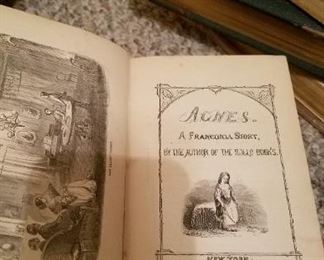 AGNES.
A FRANCONIA STORY,
BY THE AUTHOR OF THE ROLLO BOOKS.
NEW YORK